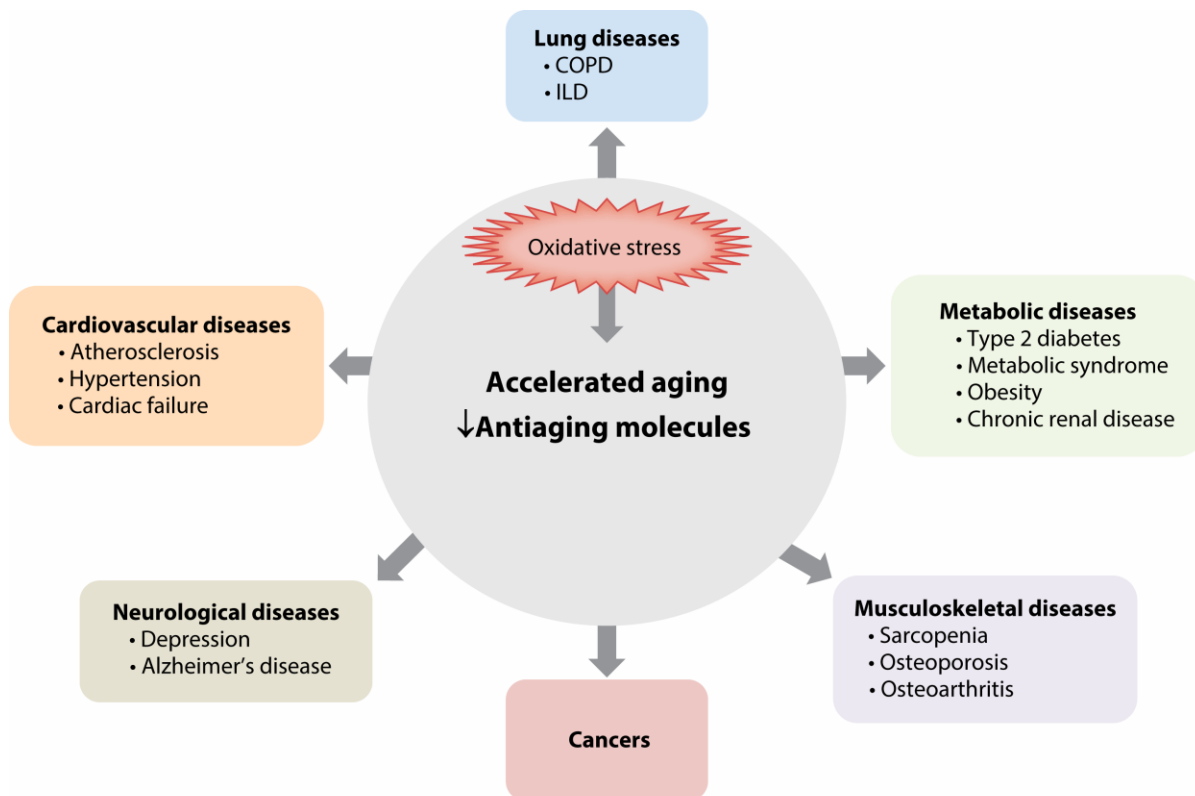 Lung diseases
• COPD
• ILD
Oxidative stress
Accelerated aging
↓Antiaging molecules
Cardiovascular diseases
• Atherosclerosis
• Hypertension
• Cardiac failure
Metabolic diseases
• Type 2 diabetes
• Metabolic syndrome
• Obesity
• Chronic renal disease
Neurological diseases
• Depression
• Alzheimer’s disease
Musculoskeletal diseases
• Sarcopenia
• Osteoporosis
• Osteoarthritis
Cancers